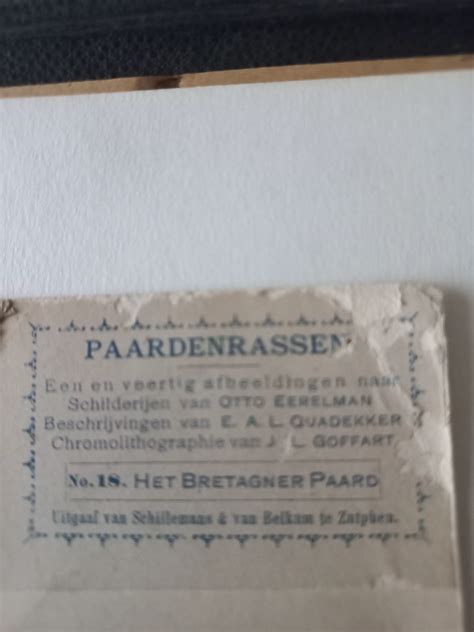 PAARDENRASSEN
Een en veertig afbeeldingen naar
Schilderijen van OTTO EERELMAN
Beschrijvingen van E. A. L. QUADEKKER
Chromolithographie van J. L. GOFFART
No. 18. HET BRETAGNER PAARD
Uitgaaf van Schillemans & van Belkum te Zutphen.